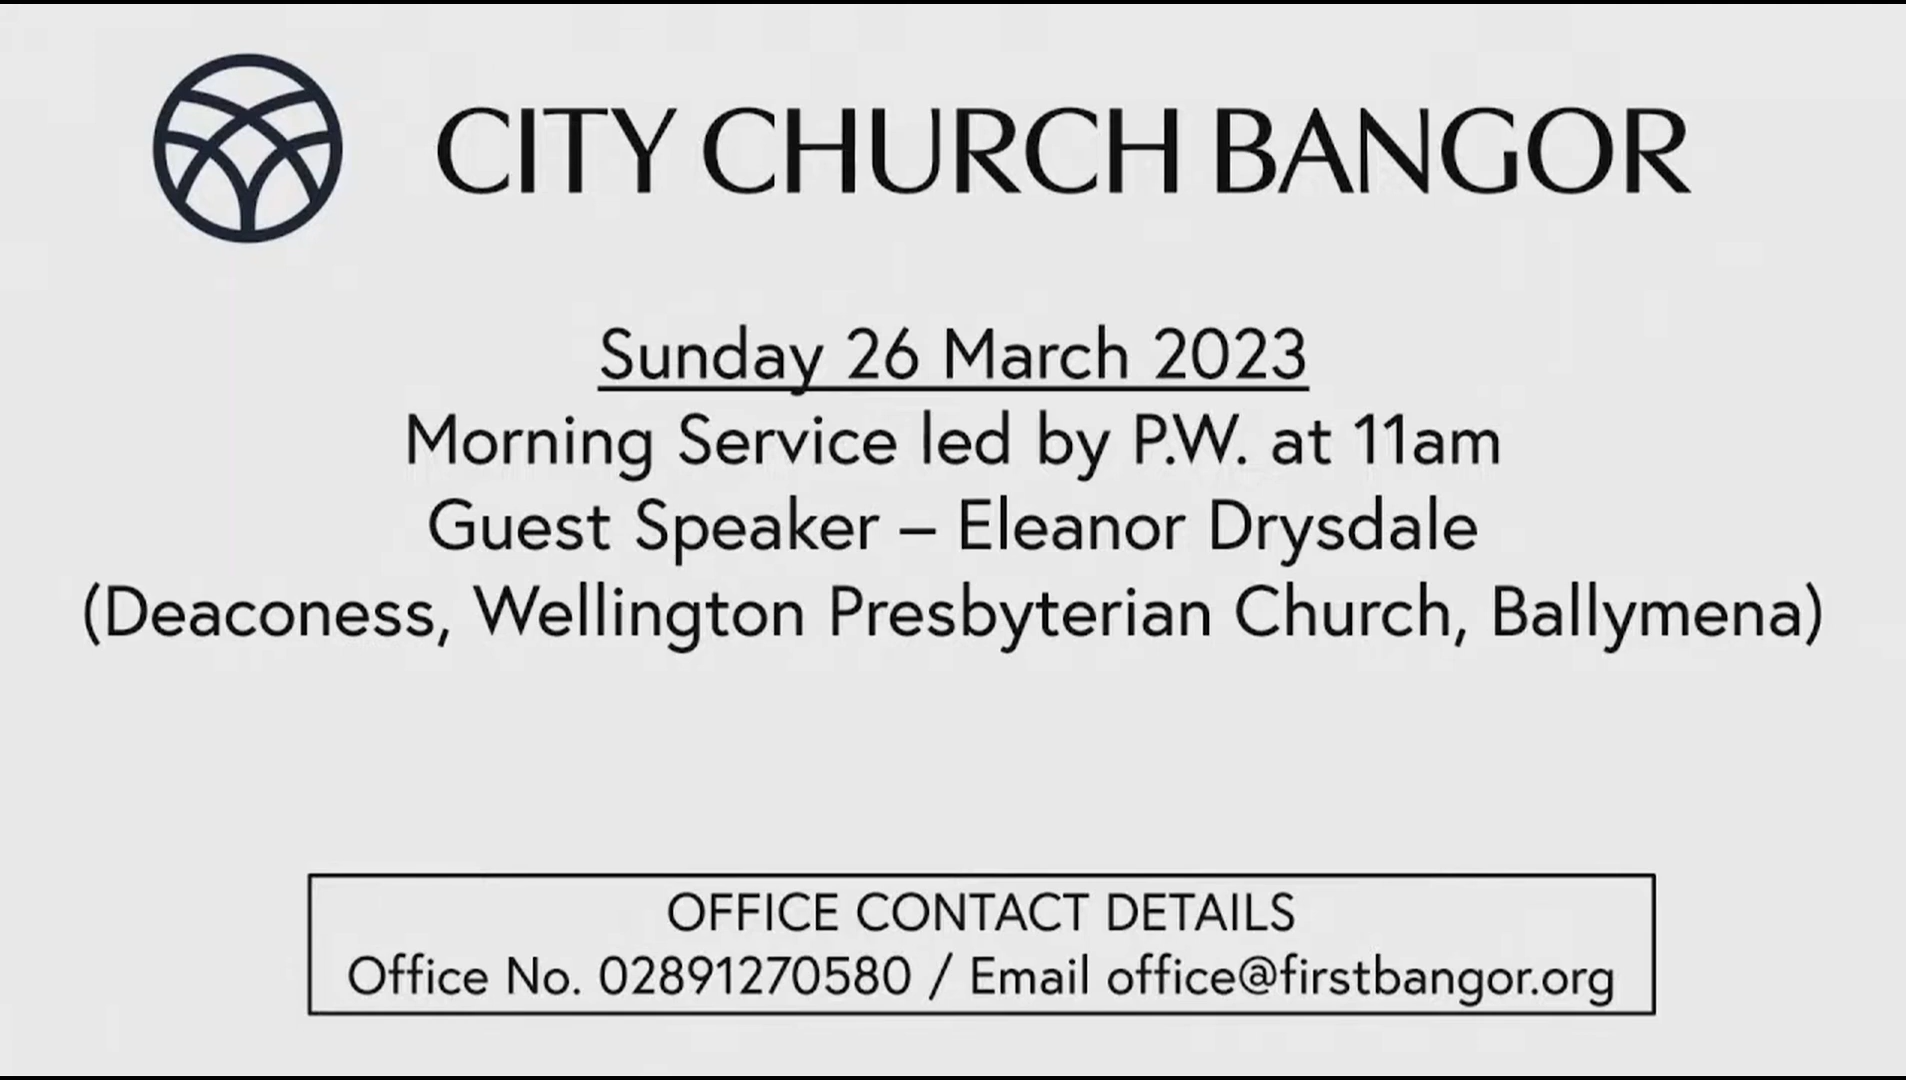 CITY CHURCH BANGOR
Sunday 26 March 2023
Morning Service led by P.W. at 11am
Guest Speaker – Eleanor Drysdale
(Deaconess, Wellington Presbyterian Church, Ballymena)
OFFICE CONTACT DETAILS
Office No. 02891270580 / Email office@firstbangor.org